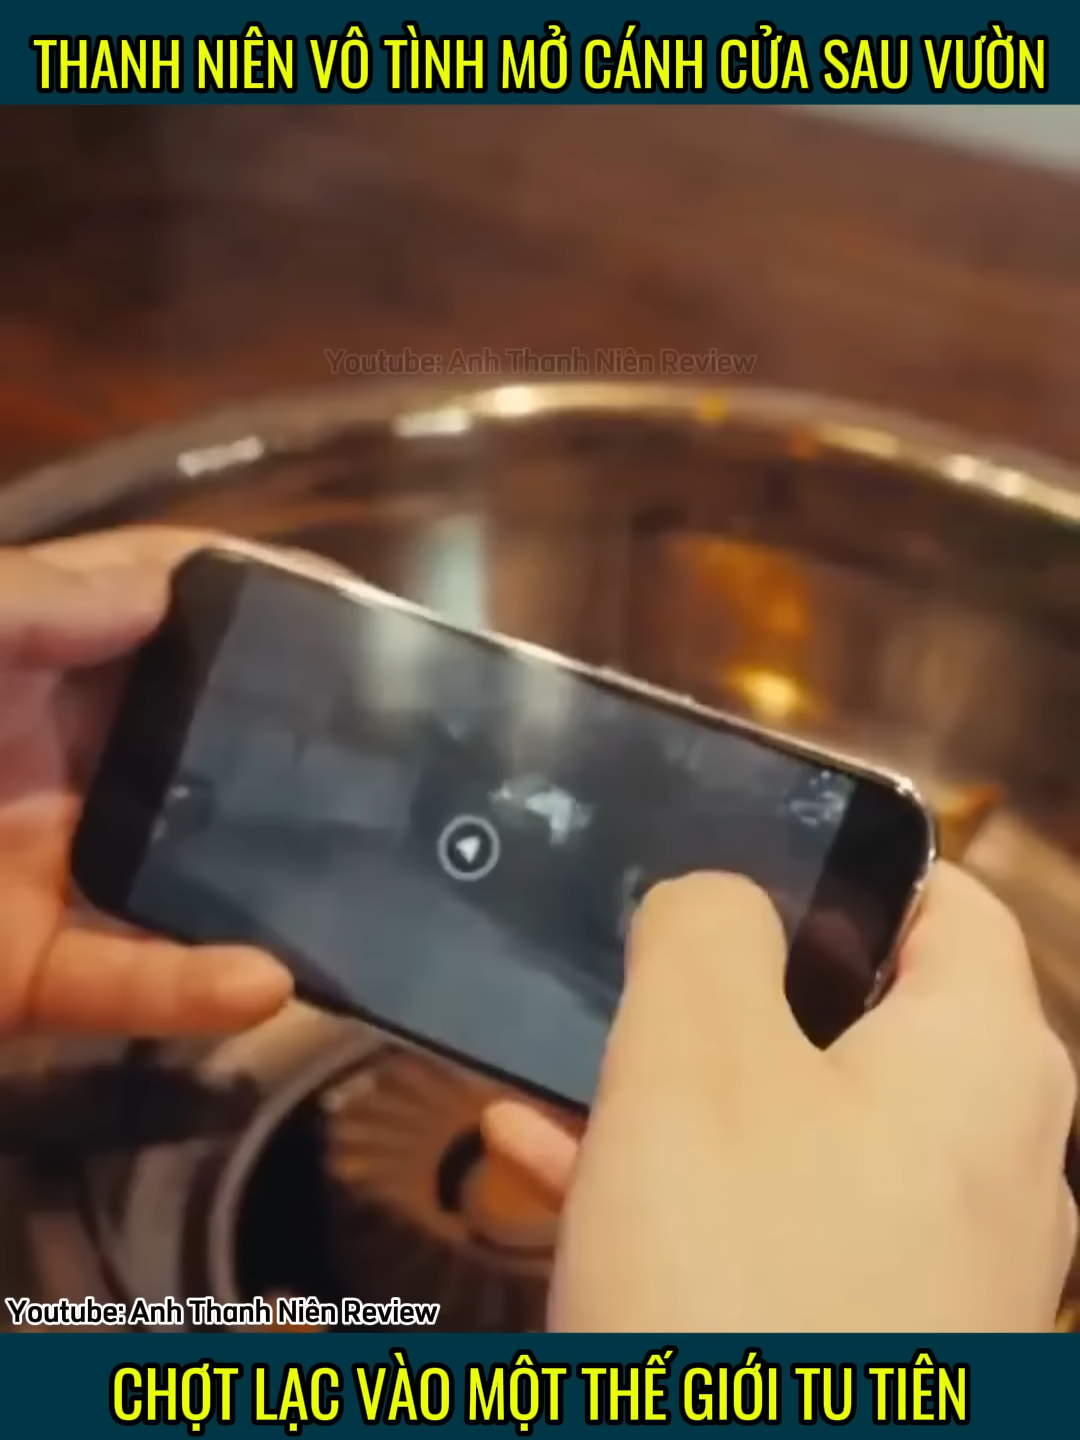 THANH NIÊN VÔ TÌNH MỞ CÁNH CỬA SAU VƯỜN
Youtube: Anh Thanh Niên Review
Youtube: Anh Thanh Niên Review
CHỢT LẠC VÀO MỘT THẾ GIỚI TU TIÊN